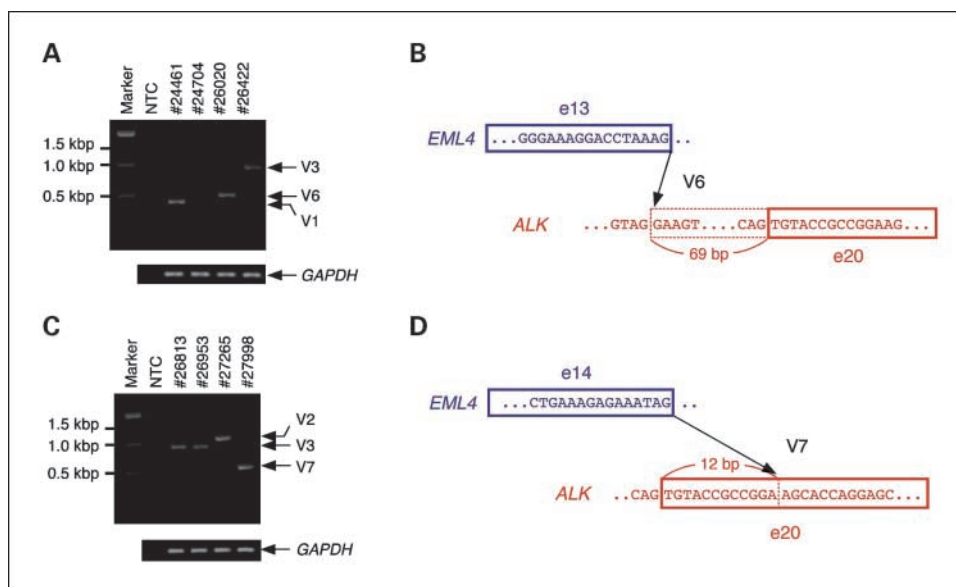 A
Marker
NTC
#24461
#24704
#26020
#26422
1.5 kbp
1.0 kbp
0.5 kbp
V3
V6
V1
GAPDH
B
e13
EML4 ...GGGAAAGGACCTAAAG..
V6
ALK ...GTAG GAAGT....CAG TGTACCGCCGGAAG...
69 bp
e20
C
Marker
NTC
#26813
#26953
#27265
#27998
1.5 kbp
1.0 kbp
0.5 kbp
V2
V3
V7
GAPDH
D
e14
EML4 ...CTGAAAGAGAAATAG..
V7
12 bp
ALK ..CAG TGTACCGCCGGA AGCACCAGGAGC...
e20